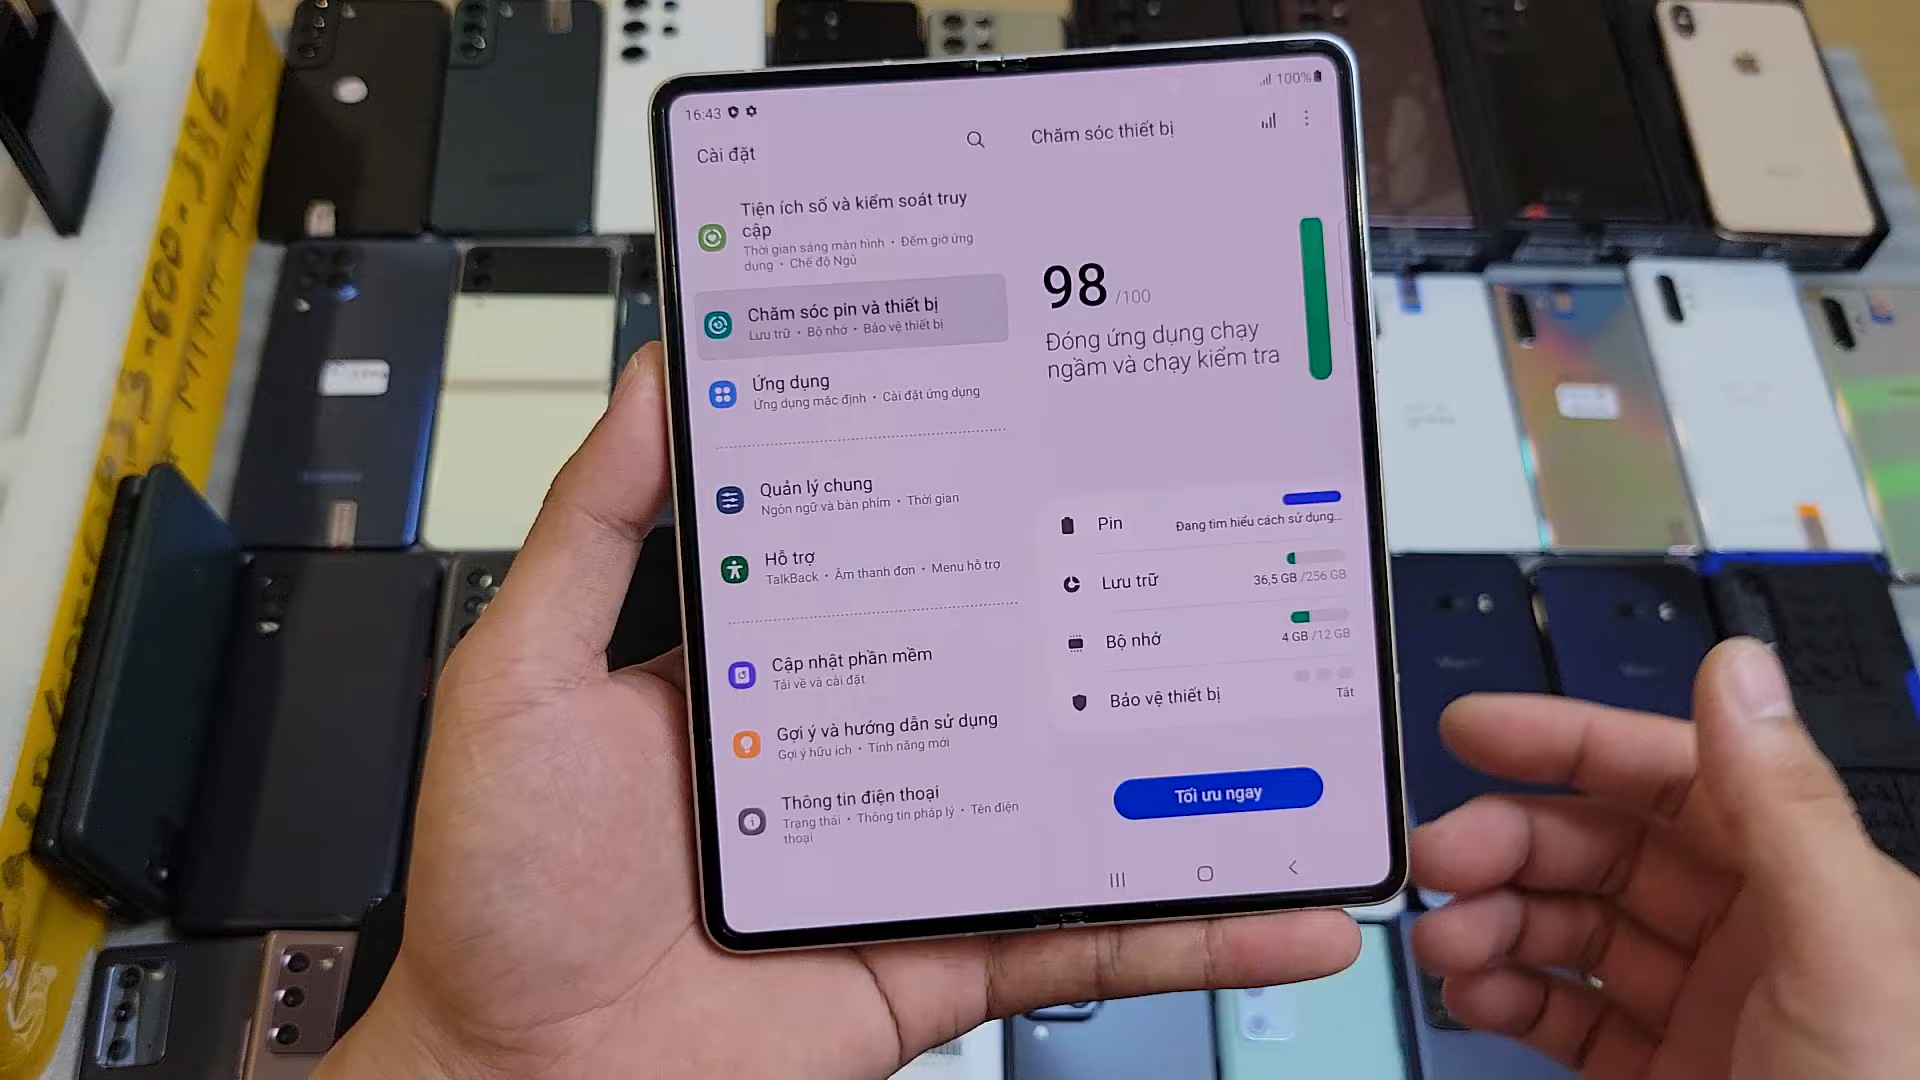 16:43
100%
Cài đặt
Tiện ích số và kiểm soát truy
cập
Thời gian sáng màn hình • Đếm giờ ứng
dụng • Chế độ Ngủ
Chăm sóc pin và thiết bị
Lưu trữ • Bộ nhớ • Bảo vệ thiết bị
Ứng dụng
Ứng dụng mặc định • Cài đặt ứng dụng
Quản lý chung
Ngôn ngữ và bàn phím • Thời gian
Hỗ trợ
TalkBack • Âm thanh đơn • Menu hỗ trợ
Cập nhật phần mềm
Tải về và cài đặt
Gợi ý và hướng dẫn sử dụng
Gợi ý hữu ích • Tính năng mới
Thông tin điện thoại
Trạng thái • Thông tin pháp lý • Tên điện
thoại
Chăm sóc thiết bị
98 /100
Đóng ứng dụng chạy
ngầm và chạy kiểm tra
Pin
Đang tìm hiểu cách sử dụng...
Lưu trữ
36,5 GB /256 GB
Bộ nhớ
4 GB /12 GB
Bảo vệ thiết bị
Tắt
Tối ưu ngay